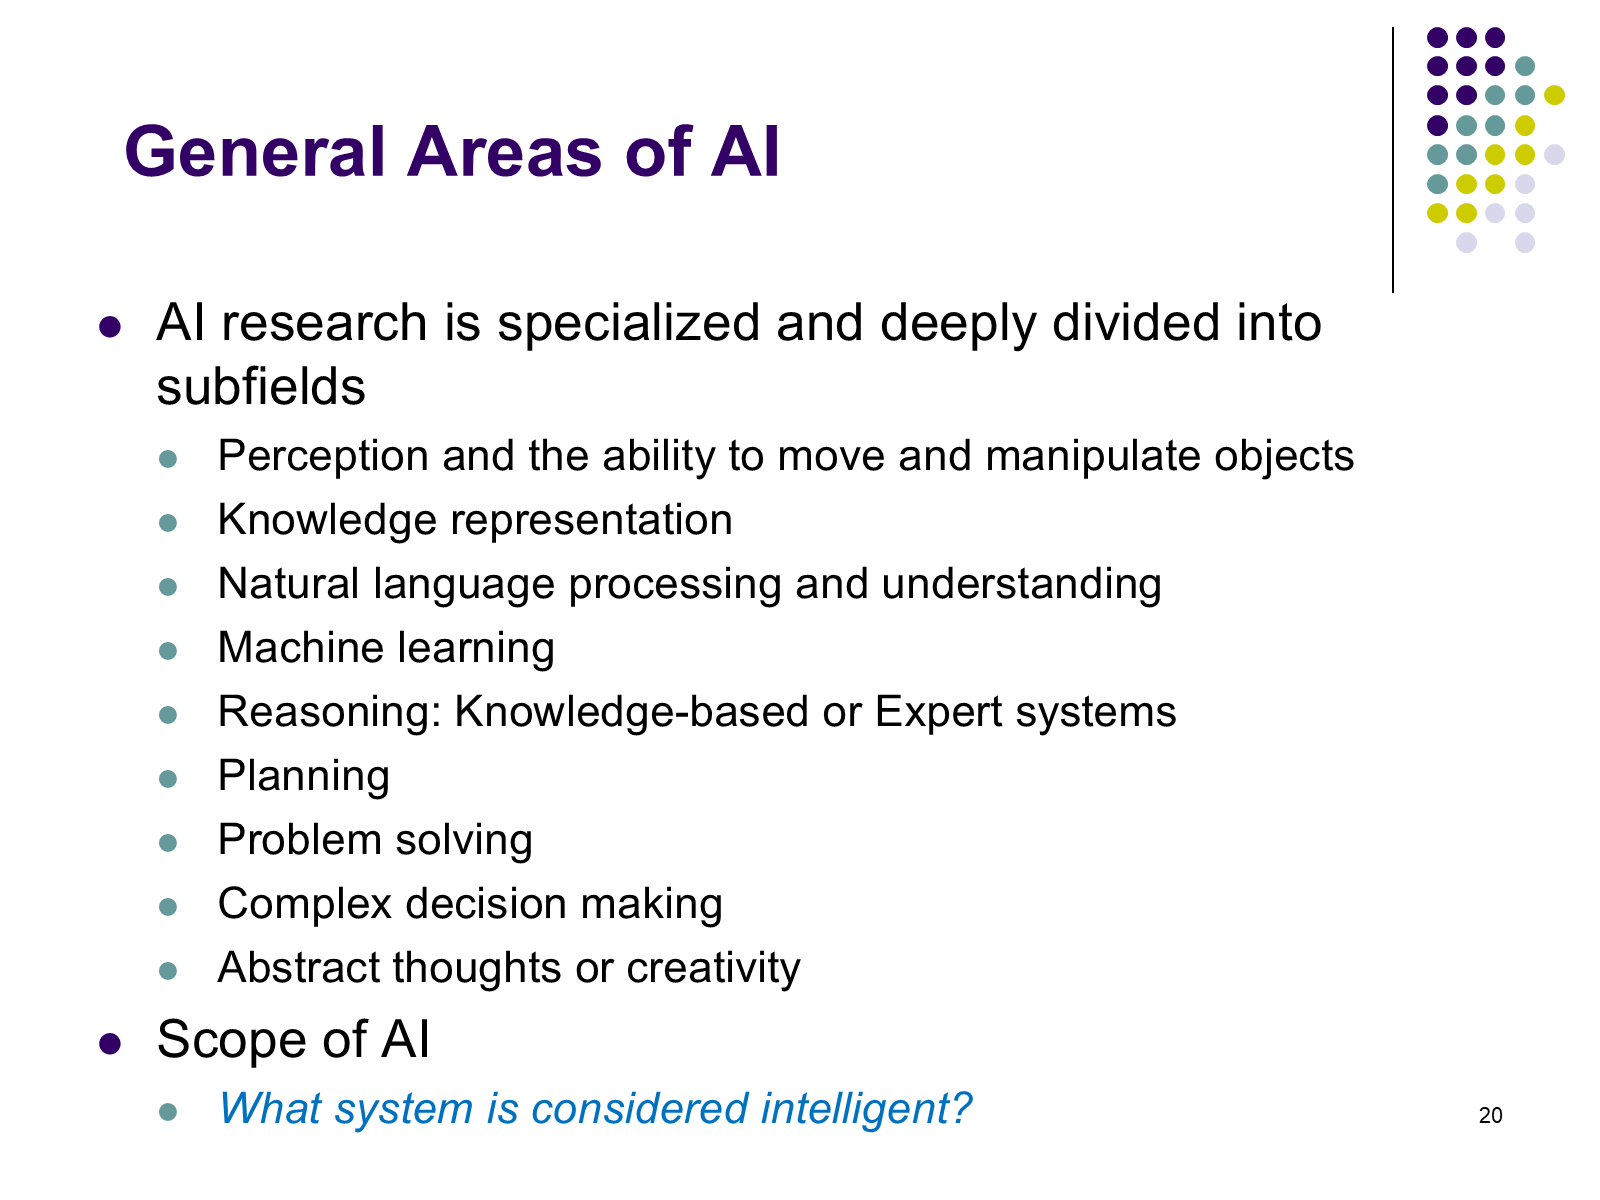 General Areas of AI
AI research is specialized and deeply divided into
subfields
Perception and the ability to move and manipulate objects
Knowledge representation
Natural language processing and understanding
Machine learning
Reasoning: Knowledge-based or Expert systems
Planning
Problem solving
Complex decision making
Abstract thoughts or creativity
Scope of AI
What system is considered intelligent?
20